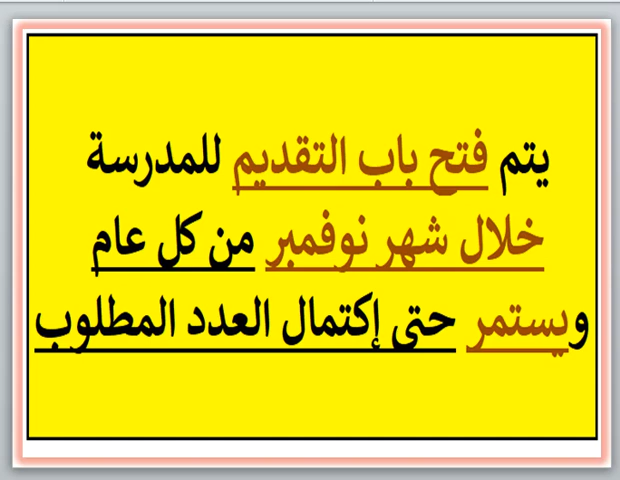 يتم فتح باب التقديم للمدرسة
خلال شهر نوفمبر من كل عام
ويستمر حتى إكتمال العدد المطلوب